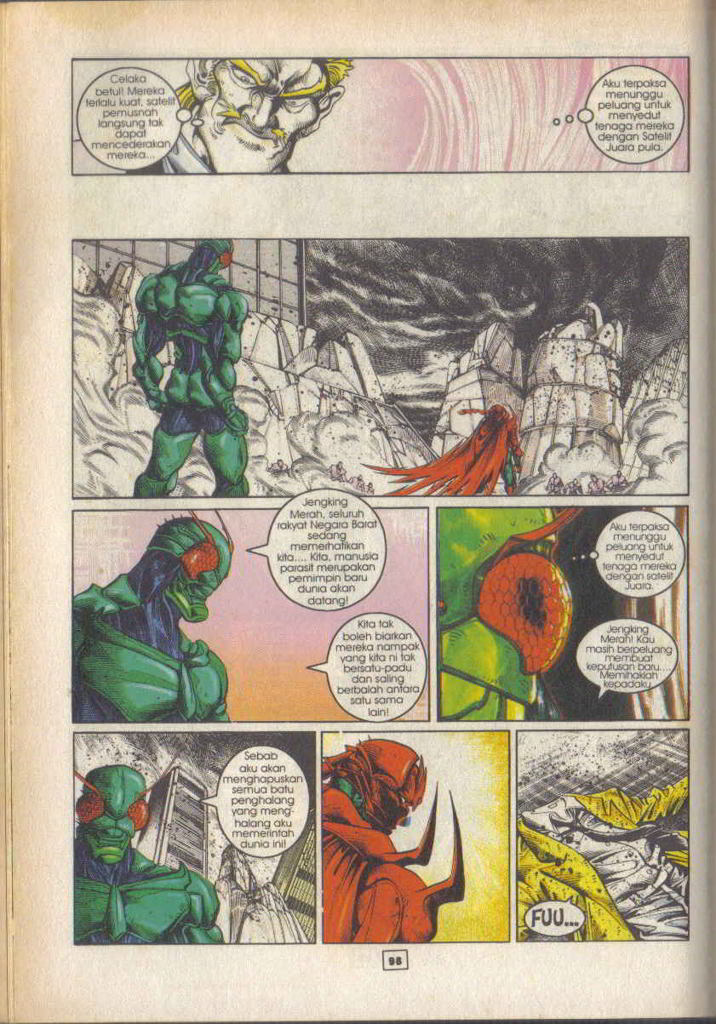 Celaka
betul! Mereka
terlalu kuat, satelit
pemusnah
langsung tak
dapat
mencederakan
mereka...
Aku terpaksa
menunggu
peluang untuk
menyedut
tenaga mereka
dengan Satelit
Juara pula.
Jengking
Merah, seluruh
rakyat Negara Barat
sedang
memerhatikan
kita.... Kita, manusia
parasit merupakan
pemimpin baru
dunia akan
datang!
Kita tak
boleh biarkan
mereka nampak
yang kita ni tak
bersatu-padu
dan saling
berbalah antara
satu sama
lain!
Aku terpaksa
menunggu
peluang untuk
menyedut
tenaga mereka
dengan satelit
Juara.
Jengking
Merah! Kau
masih berpeluang
membuat
keputusan baru....
Memihaklah
kepadaku
Sebab
aku akan
menghapuskan
semua batu
penghalang
yang meng-
halang aku
memerintah
dunia ini!
FUU...
98